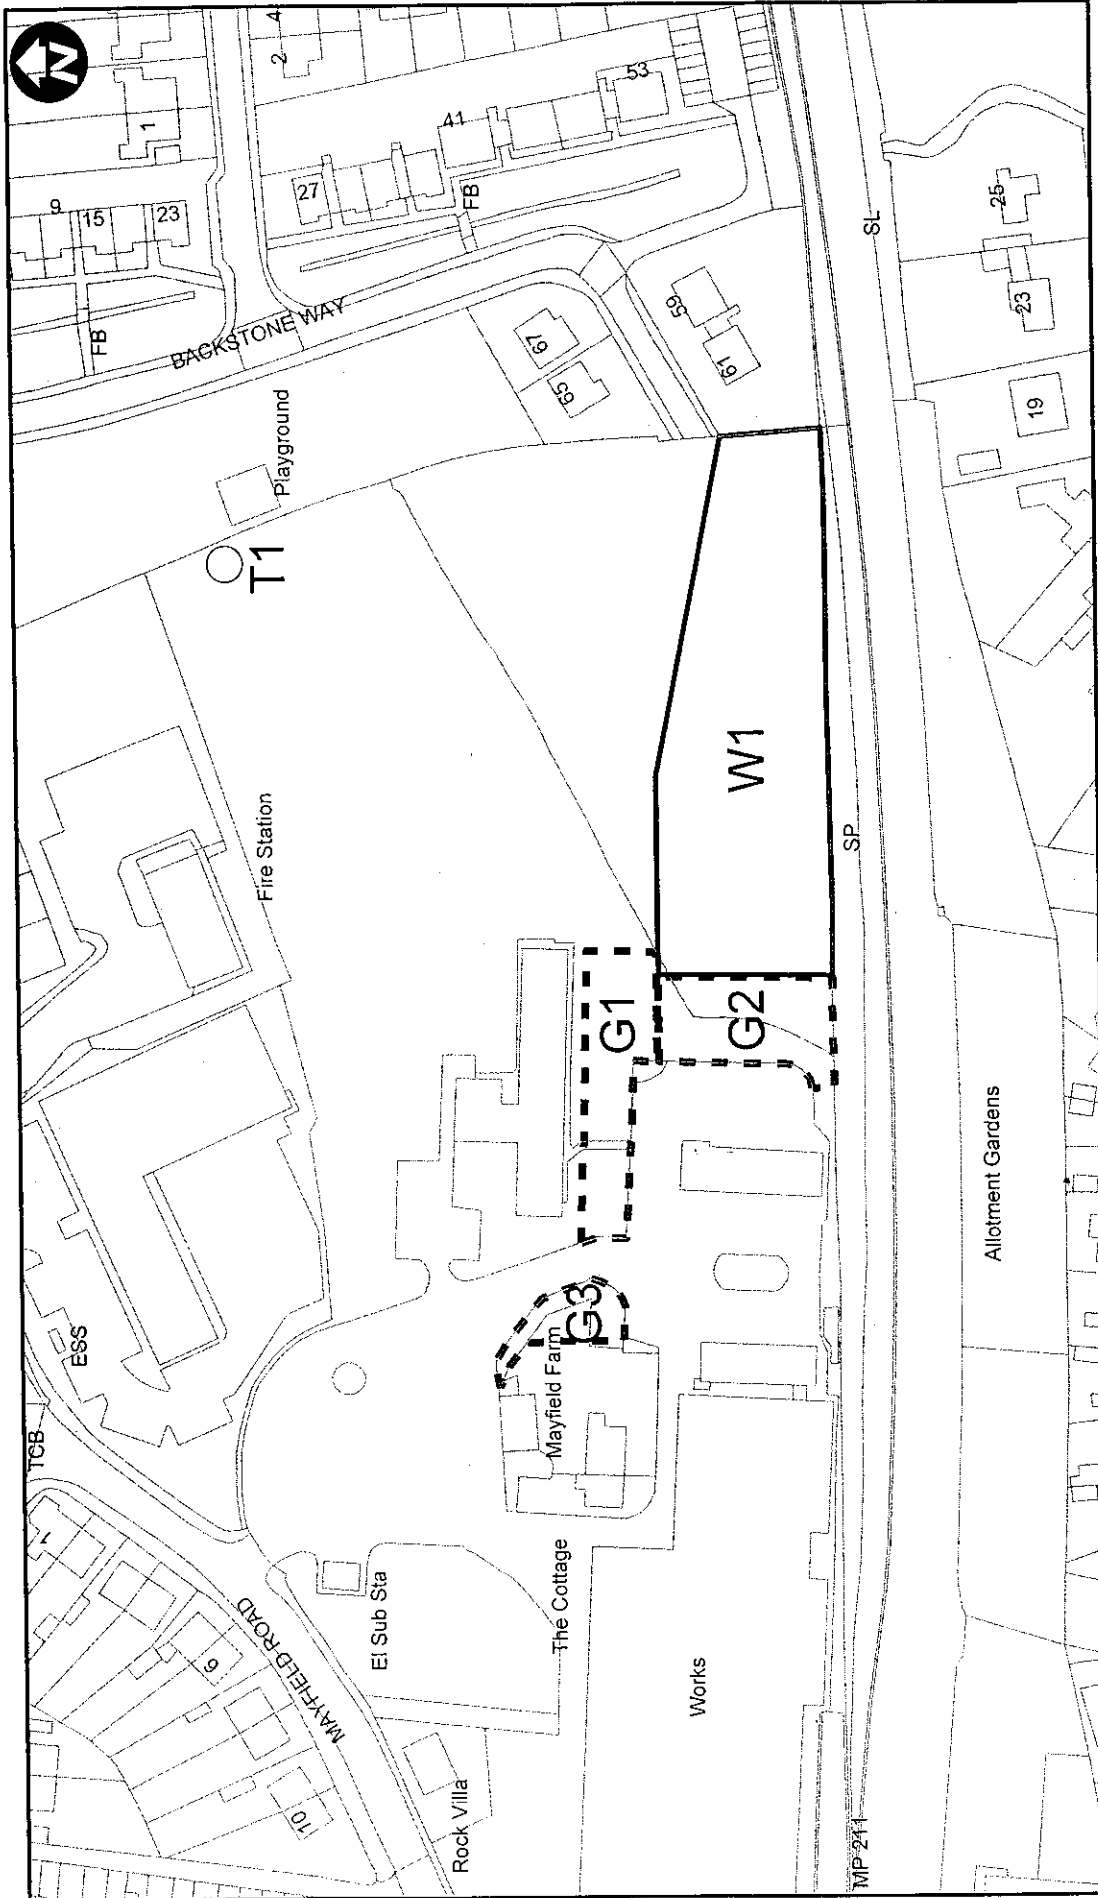 N
1
2
4
9
15
23
27
41
53
FB
FB
BACKSTONE WAY
Playground
T1
67
65
59
61
SL
25
23
19
Fire Station
W1
SP
G1
G2
G3
ESS
TCB
Mayfield Farm
Allotment Gardens
1
6
10
MAYFIELD ROAD
El Sub Sta
The Cottage
Works
Rock Villa
MP 211